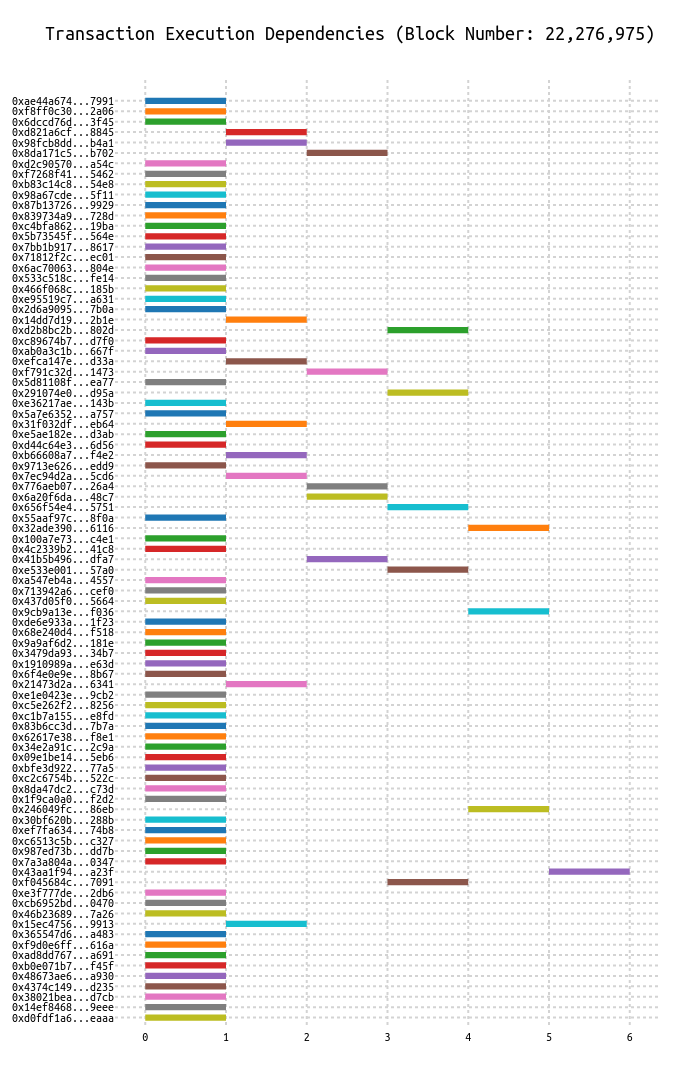 Transaction Execution Dependencies (Block Number: 22,276,975)
0xae44a674...7991
0xf8ff0c30...2a06
0x6dccd76d...3f45
0xd821a6cf...8845
0x98fcb8dd...b4a1
0x8da171c5...b702
0xd2c90570...a54c
0xf7268f41...5462
0xb83c14c8...54e8
0x98a67cde...5f11
0x87b13726...9929
0x839734a9...728d
0xc4bfa862...19ba
0x5b73545f...564e
0x7bb1b917...8617
0x71812f2c...ec01
0x6ac70063...804e
0x533c518c...fe14
0x466f068c...185b
0xe95519c7...a631
0x2d6a9095...7b0a
0x14dd7d19...2b1e
0xd2b8bc2b...802d
0xc89674b7...d7f0
0xab0a3c1b...667f
0xefca147e...d33a
0xf791c32d...1473
0x5d81108f...ea77
0x291074e0...d95a
0xe36217ae...143b
0x5a7e6352...a757
0x31f032df...eb64
0xe5ae182e...d3ab
0xd44c64e3...6d56
0xb66608a7...f4e2
0x9713e626...edd9
0x7ec94d2a...5cd6
0x776aeb07...26a4
0x6a20f6da...48c7
0x656f54e4...5751
0x55aaf97c...8f0a
0x32ade390...6116
0x100a7e73...c4e1
0x4c2339b2...41c8
0x41b5b496...dfa7
0xe533e001...57a0
0xa547eb4a...4557
0x713942a6...cef0
0x437d05f0...5664
0x9cb9a13e...f036
0xde6e933a...1f23
0x68e240d4...f518
0x9a9af6d2...181e
0x3479da93...34b7
0x1910989a...e63d
0x6f4e0e9e...8b67
0x21473d2a...6341
0xe1e0423e...9cb2
0xc5e262f2...8256
0xc1b7a155...e8fd
0x83b6cc3d...7b7a
0x62617e38...f8e1
0x34e2a91c...2c9a
0x09e1be14...5eb6
0xbfe3d922...77a5
0xc2c6754b...522c
0x8da47dc2...c73d
0x1f9ca0a0...f2d2
0x246049fc...86eb
0x30bf620b...288b
0xef7fa634...74b8
0xc6513c5b...c327
0x987ed73b...dd7b
0x7a3a804a...0347
0x43aa1f94...a23f
0xf045684c...7091
0xe3f777de...2db6
0xcb6952bd...0470
0x46b23689...7a26
0x15ec4756...9913
0x365547d6...a483
0xf9d0e6ff...616a
0xad8dd767...a691
0xb0e071b7...f45f
0x48673ae6...a930
0x4374c149...d235
0x38021bea...d7cb
0x14ef8468...9eee
0xd0fdf1a6...eaaa
0 1 2 3 4 5 6